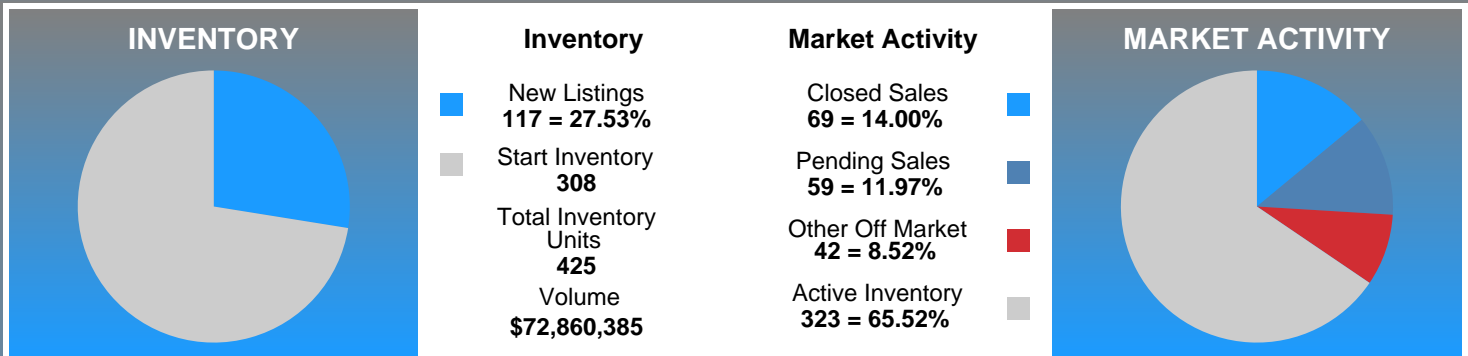 INVENTORY
Inventory
New Listings
117 = 27.53%
Start Inventory
308
Total Inventory
Units
425
Volume
$72,860,385
Market Activity
Closed Sales
69 = 14.00%
Pending Sales
59 = 11.97%
Other Off Market
42 = 8.52%
Active Inventory
323 = 65.52%
MARKET ACTIVITY